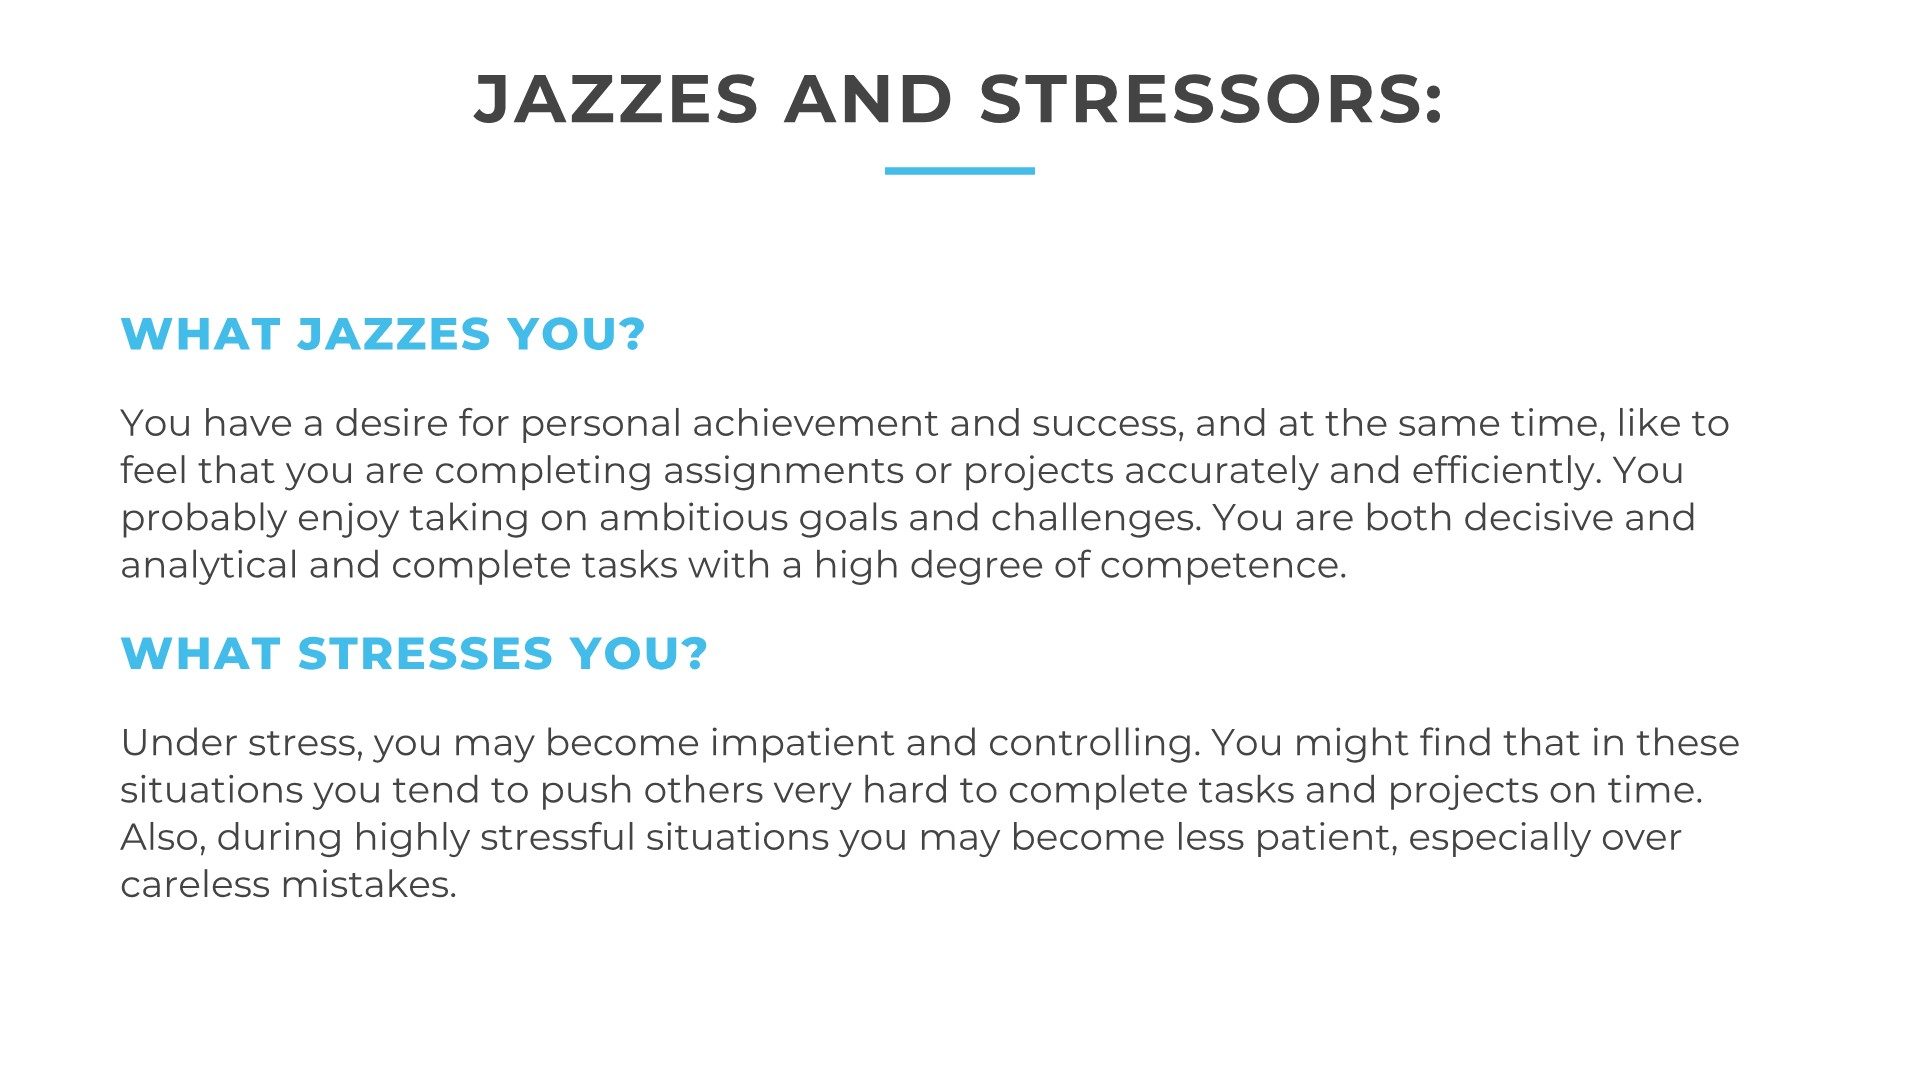 JAZZES AND STRESSORS:
WHAT JAZZES YOU?
You have a desire for personal achievement and success, and at the same time, like to
feel that you are completing assignments or projects accurately and efficiently. You
probably enjoy taking on ambitious goals and challenges. You are both decisive and
analytical and complete tasks with a high degree of competence.
WHAT STRESSES YOU?
Under stress, you may become impatient and controlling. You might find that in these
situations you tend to push others very hard to complete tasks and projects on time.
Also, during highly stressful situations you may become less patient, especially over
careless mistakes.